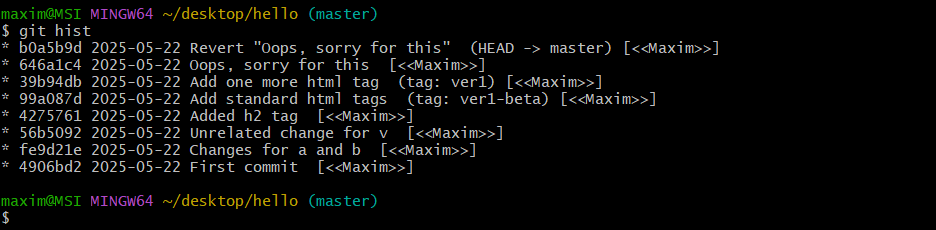 maxim@MSI MINGW64 ~/desktop/hello (master)
$ git hist
* b0a5b9d 2025-05-22 Revert "Oops, sorry for this"  (HEAD -> master) [<<Maxim>>]
* 646a1c4 2025-05-22 Oops, sorry for this  [<<Maxim>>]
* 39b94db 2025-05-22 Add one more html tag  (tag: ver1) [<<Maxim>>]
* 99a087d 2025-05-22 Add standard html tags  (tag: ver1-beta) [<<Maxim>>]
* 4275761 2025-05-22 Added h2 tag  [<<Maxim>>]
* 56b5092 2025-05-22 Unrelated change for v  [<<Maxim>>]
* fe9d21e 2025-05-22 Changes for a and b  [<<Maxim>>]
* 4906bd2 2025-05-22 First commit  [<<Maxim>>]
maxim@MSI MINGW64 ~/desktop/hello (master)
$